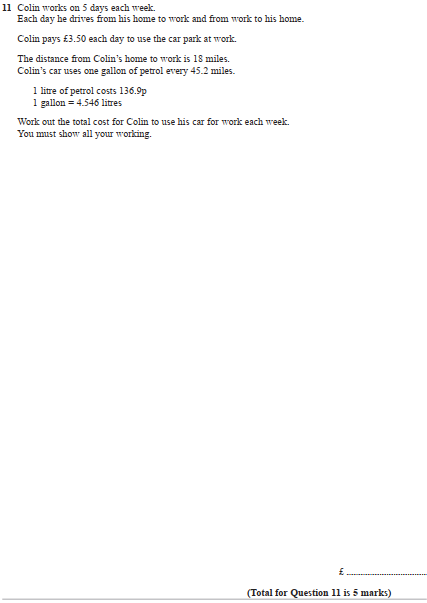 11 Colin works on 5 days each week.
Each day he drives from his home to work and from work to his home.
Colin pays £3.50 each day to use the car park at work.
The distance from Colin's home to work is 18 miles.
Colin's car uses one gallon of petrol every 45.2 miles.
1 litre of petrol costs 136.9p
1 gallon = 4.546 litres
Work out the total cost for Colin to use his car for work each week.
You must show all your working.
£ ..............................
(Total for Question 11 is 5 marks)